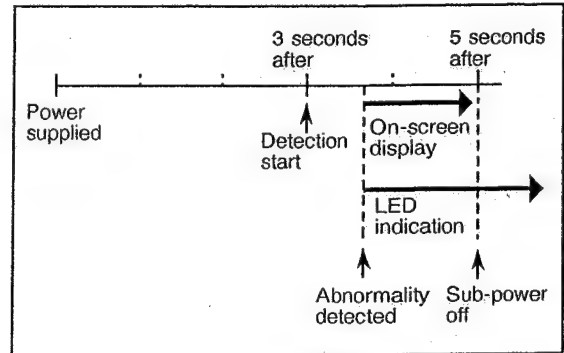 3 seconds
after
5 seconds
after
Power
supplied
Detection
start
On-screen
display
LED
indication
Abnormality
detected
Sub-power
off